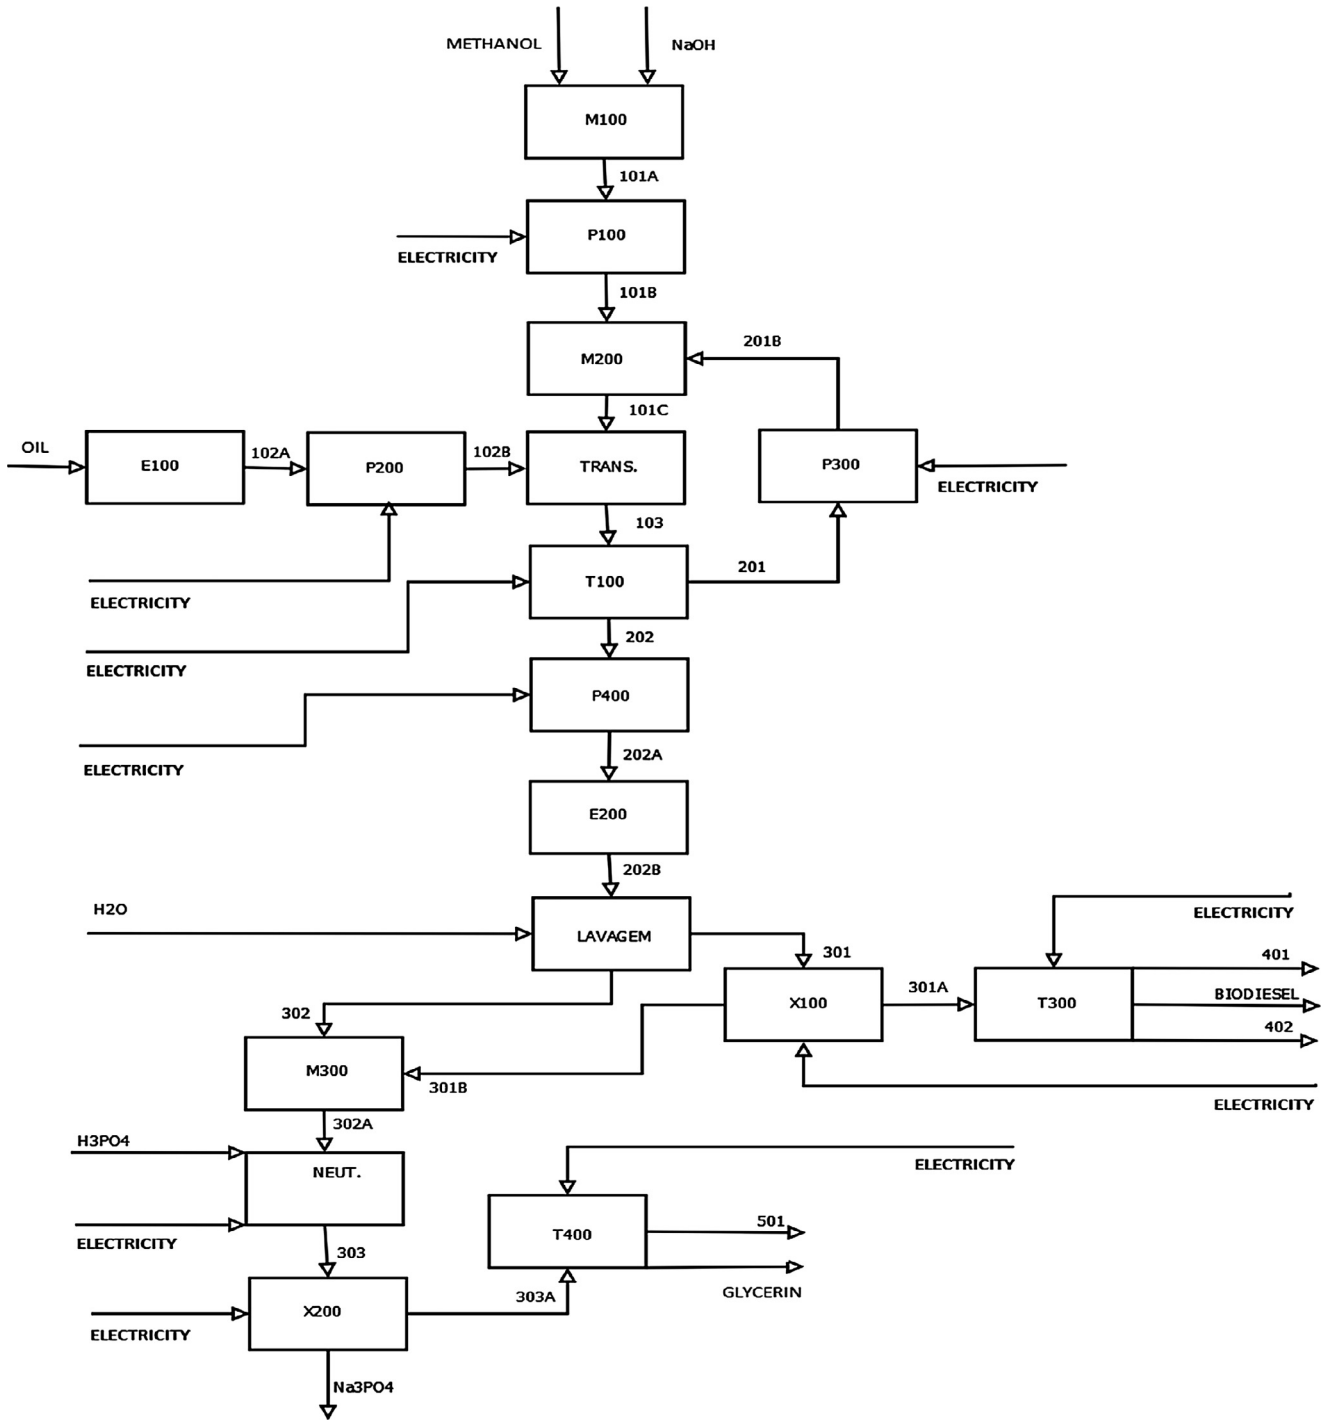 METHANOL
NaOH
M100
101A
P100
ELECTRICITY
101B
201B
M200
101C
OIL
102A
102B
E100
P200
TRANS.
P300
ELECTRICITY
103
201
T100
ELECTRICITY
202
ELECTRICITY
P400
202A
ELECTRICITY
E200
202B
H2O
ELECTRICITY
LAVAGEM
301
401
301A
BIODIESEL
X100
T300
302
402
M300
301B
ELECTRICITY
302A
H3PO4
ELECTRICITY
NEUT.
501
T400
ELECTRICITY
303
GLYCERIN
303A
X200
ELECTRICITY
Na3PO4